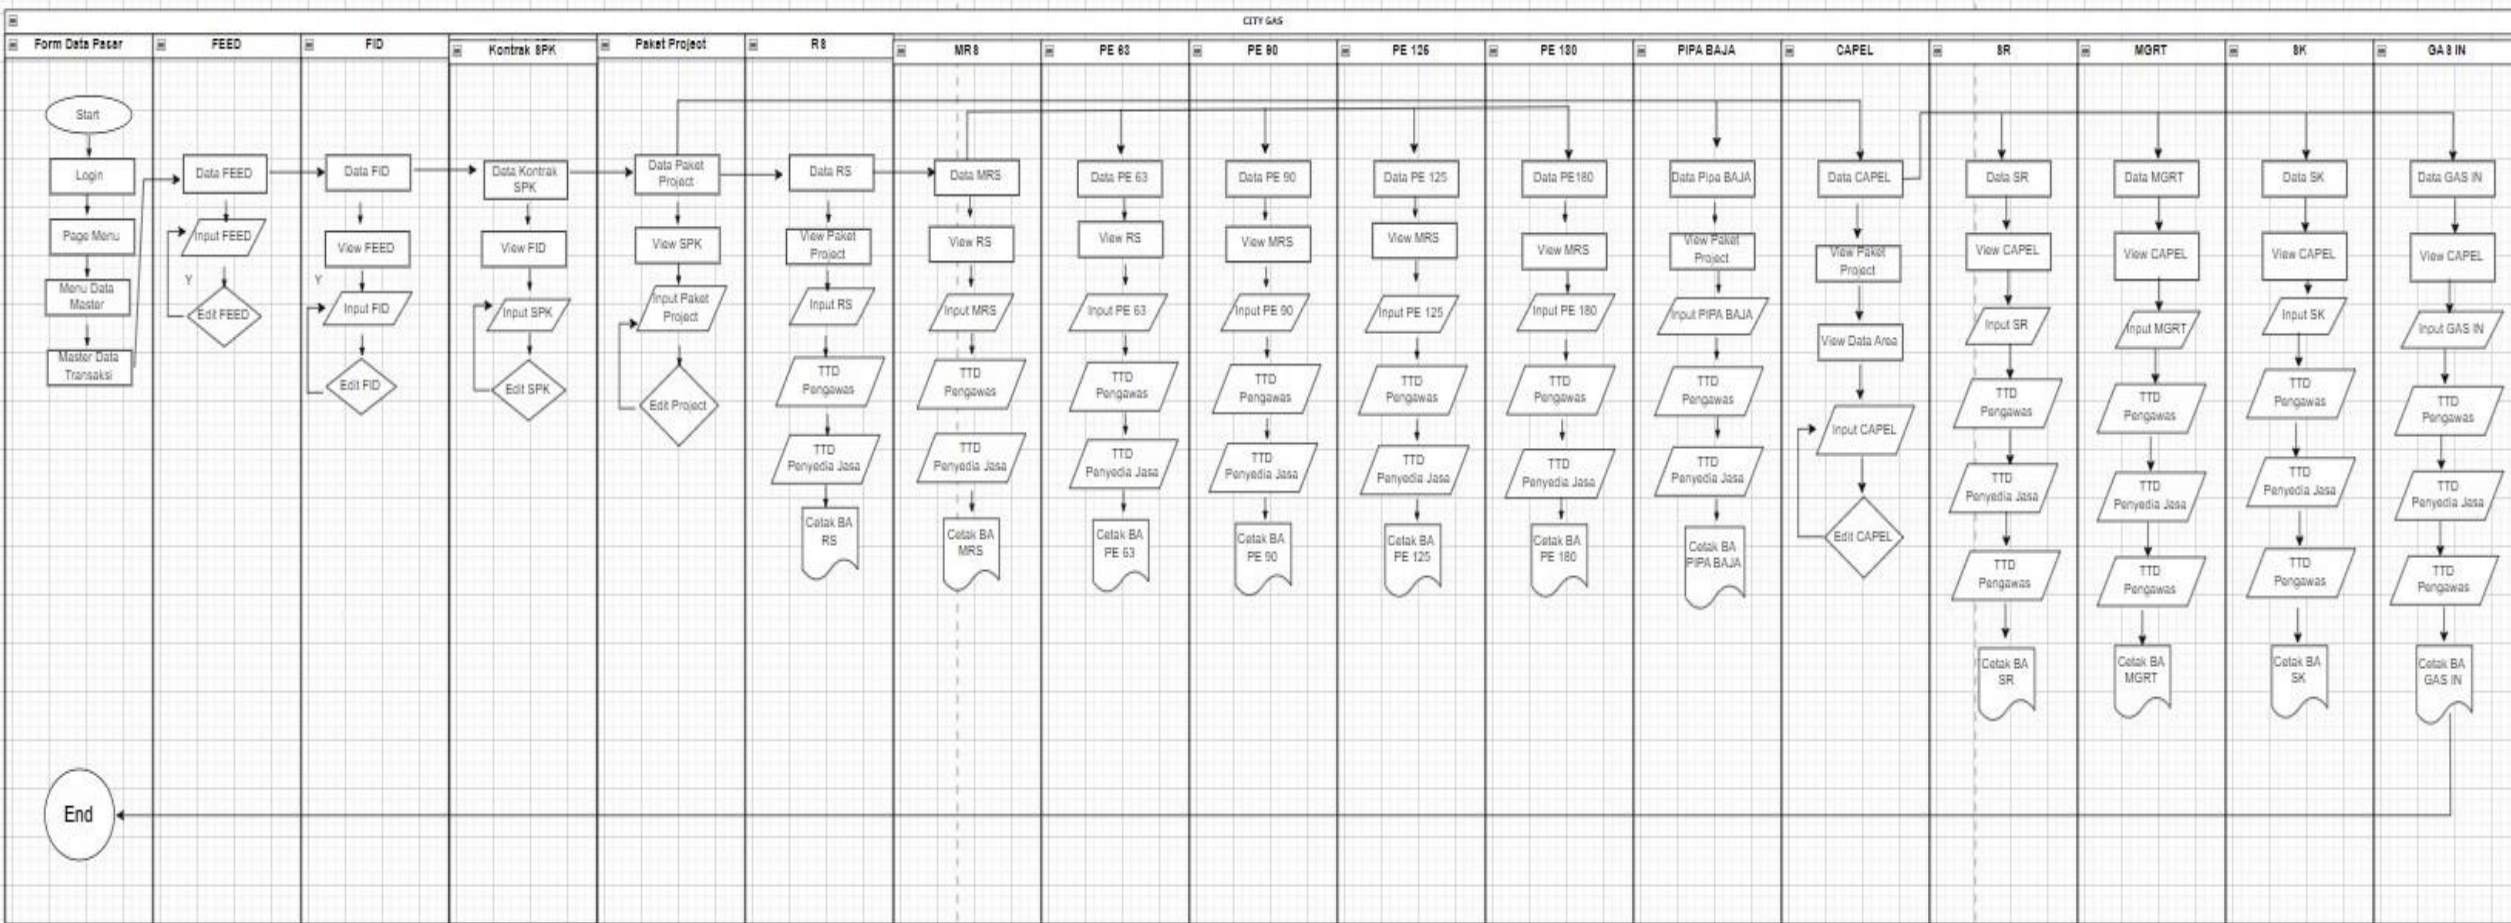 CITY GAS
Form Data Pasar
FEED
FID
Kontrak SPK
Paket Project
RS
MRS
PE 63
PE 90
PE 125
PE 180
PIPA BAJA
CAPEL
SR
MGRT
SK
GAS IN
Start
Login
Page Menu
Menu Data
Master
Master Data
Transaksi
End
Data FEED
Input FEED
Y
Edit FEED
Data FID
View FEED
Y
Input FID
Edit FID
Data Kontrak
SPK
View FID
Input SPK
Edit SPK
Data Paket
Project
View SPK
Input Paket
Project
Edit Project
Data RS
View Paket
Project
Input RS
TTD
Pengawas
TTD
Penyedia Jasa
Cetak BA
RS
Data MRS
View RS
Input MRS
TTD
Pengawas
TTD
Penyedia Jasa
Cetak BA
MRS
Data PE 63
View RS
Input PE 63
TTD
Pengawas
TTD
Penyedia Jasa
Cetak BA
PE 63
Data PE 90
View MRS
Input PE 90
TTD
Pengawas
TTD
Penyedia Jasa
Cetak BA
PE 90
Data PE 125
View MRS
Input PE 125
TTD
Pengawas
TTD
Penyedia Jasa
Cetak BA
PE 125
Data PE180
View MRS
Input PE 180
TTD
Pengawas
TTD
Penyedia Jasa
Cetak BA
PE 180
Data Pipa BAJA
View Paket
Project
Input PIPA BAJA
TTD
Pengawas
TTD
Penyedia Jasa
Cetak BA
PIPA BAJA
Data CAPEL
View Paket
Project
View Data Area
Input CAPEL
Edit CAPEL
Data SR
View CAPEL
Input SR
TTD
Pengawas
TTD
Penyedia Jasa
TTD
Pengawas
Cetak BA
SR
Data MGRT
View CAPEL
Input MGRT
TTD
Pengawas
TTD
Penyedia Jasa
TTD
Pengawas
Cetak BA
MGRT
Data SK
View CAPEL
Input SK
TTD
Pengawas
TTD
Penyedia Jasa
TTD
Pengawas
Cetak BA
SK
Data GAS IN
View CAPEL
Input GAS IN
TTD
Pengawas
TTD
Penyedia Jasa
TTD
Pengawas
Cetak BA
GAS IN